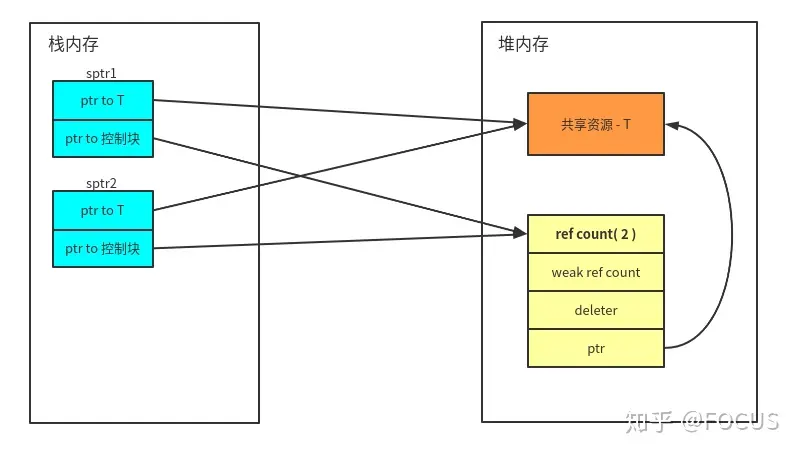 栈内存
sptr1
ptr to T
ptr to 控制块
sptr2
ptr to T
ptr to 控制块
堆内存
共享资源 - T
ref count( 2 )
weak ref count
deleter
ptr
知乎 @FOCUS